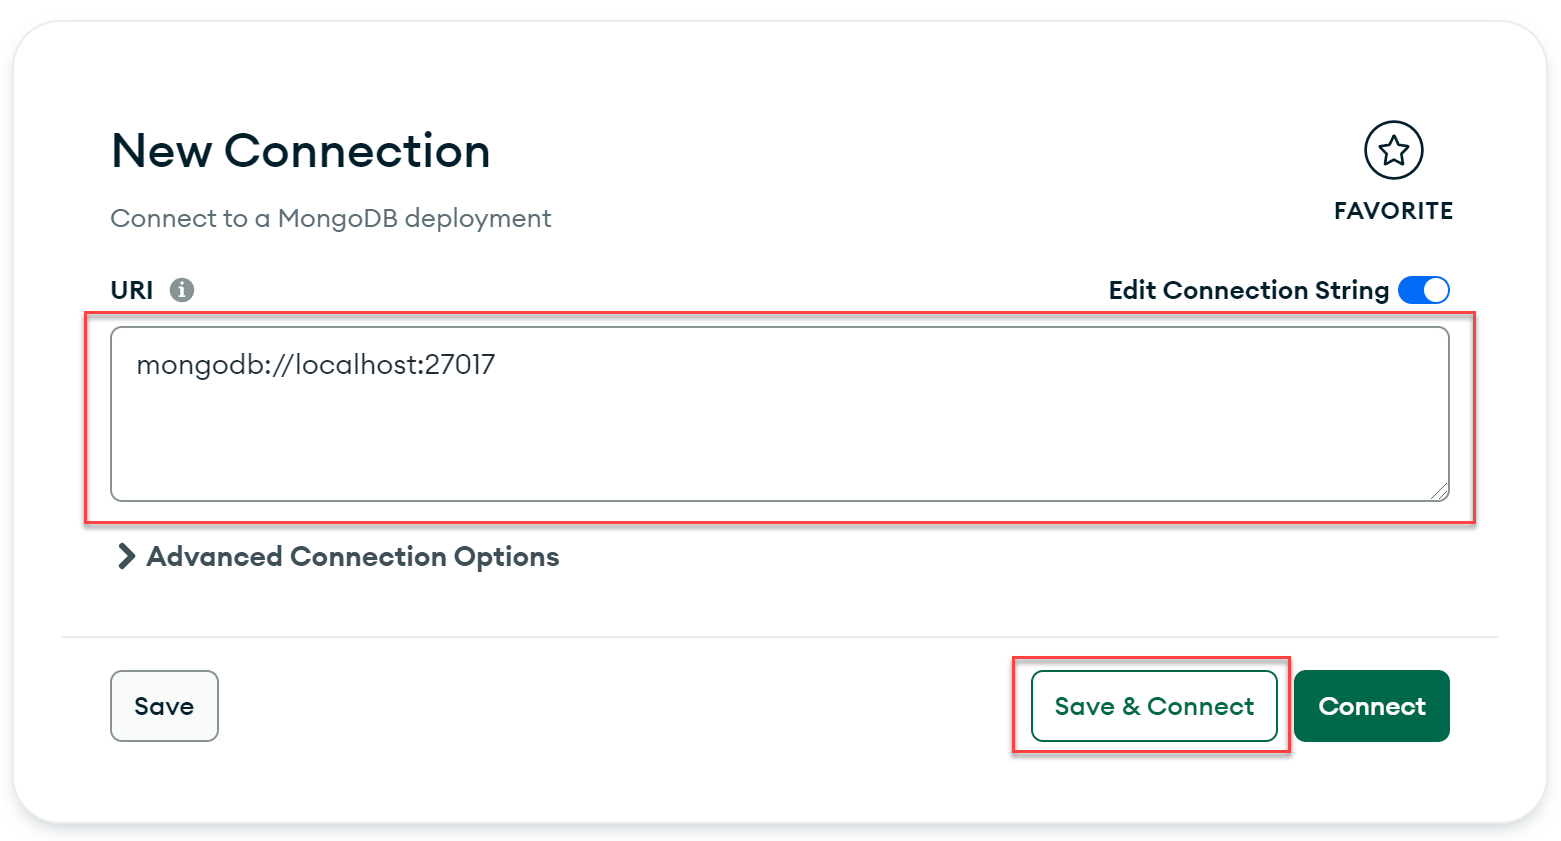 New Connection
FAVORITE
Connect to a MongoDB deployment
URI
Edit Connection String
mongodb://localhost:27017
Advanced Connection Options
Save
Save & Connect
Connect